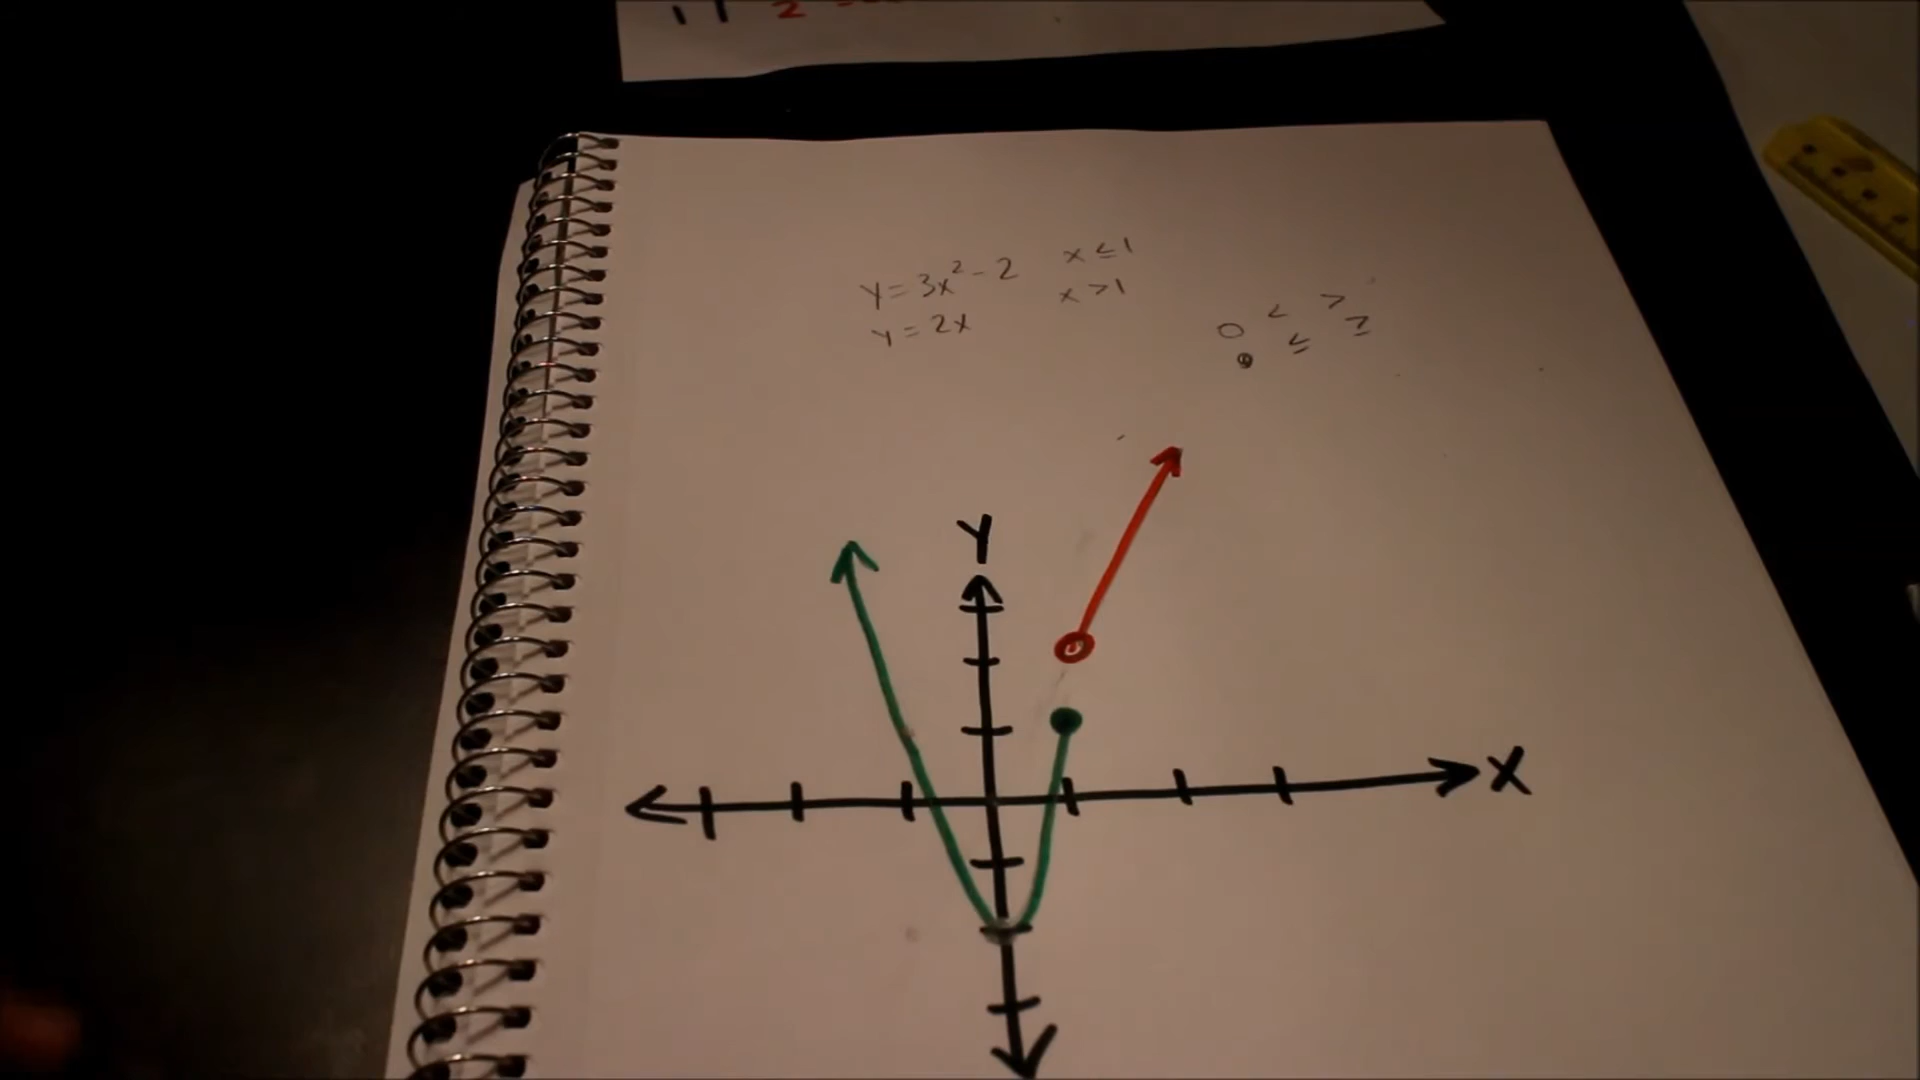 y = 3x² - 2 x ≤ 1
y = 2x x > 1
○ < >
● ≤ ≥
Y
X